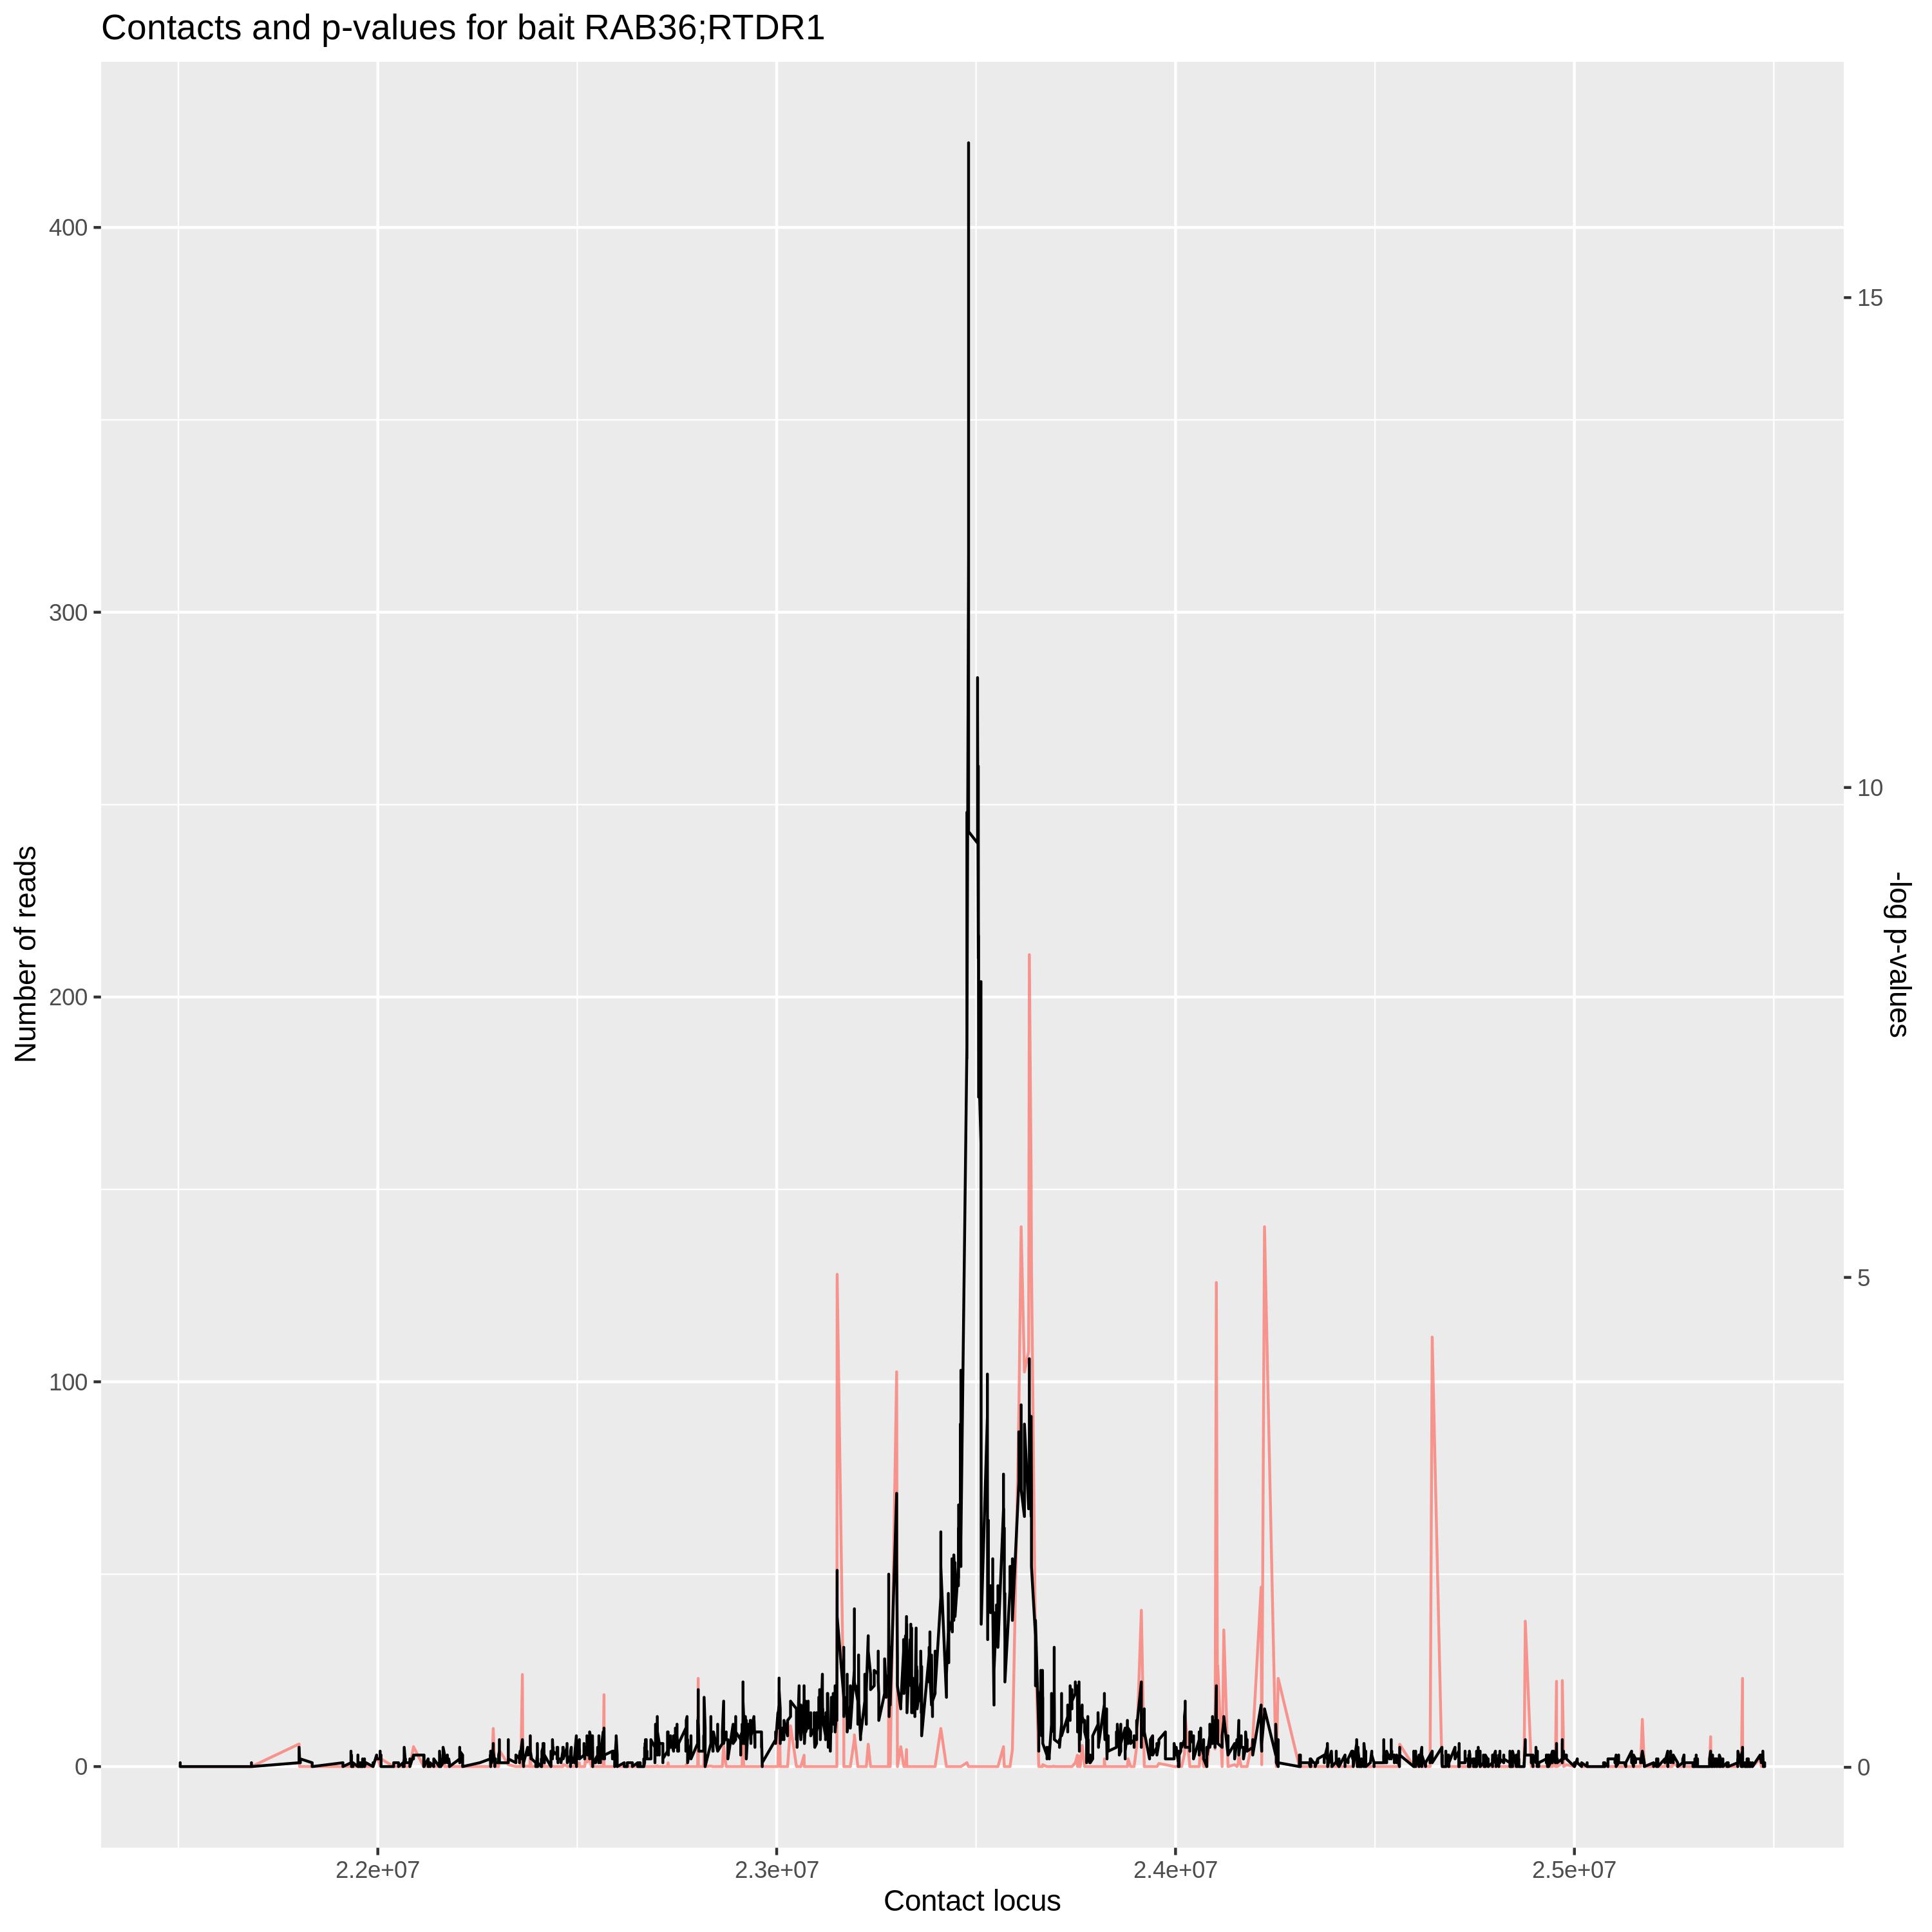 Contacts and p-values for bait RAB36;RTDR1
400
300
200
100
0
Number of reads
15
10
5
0
-log p-values
2.2e+07
2.3e+07
2.4e+07
2.5e+07
Contact locus